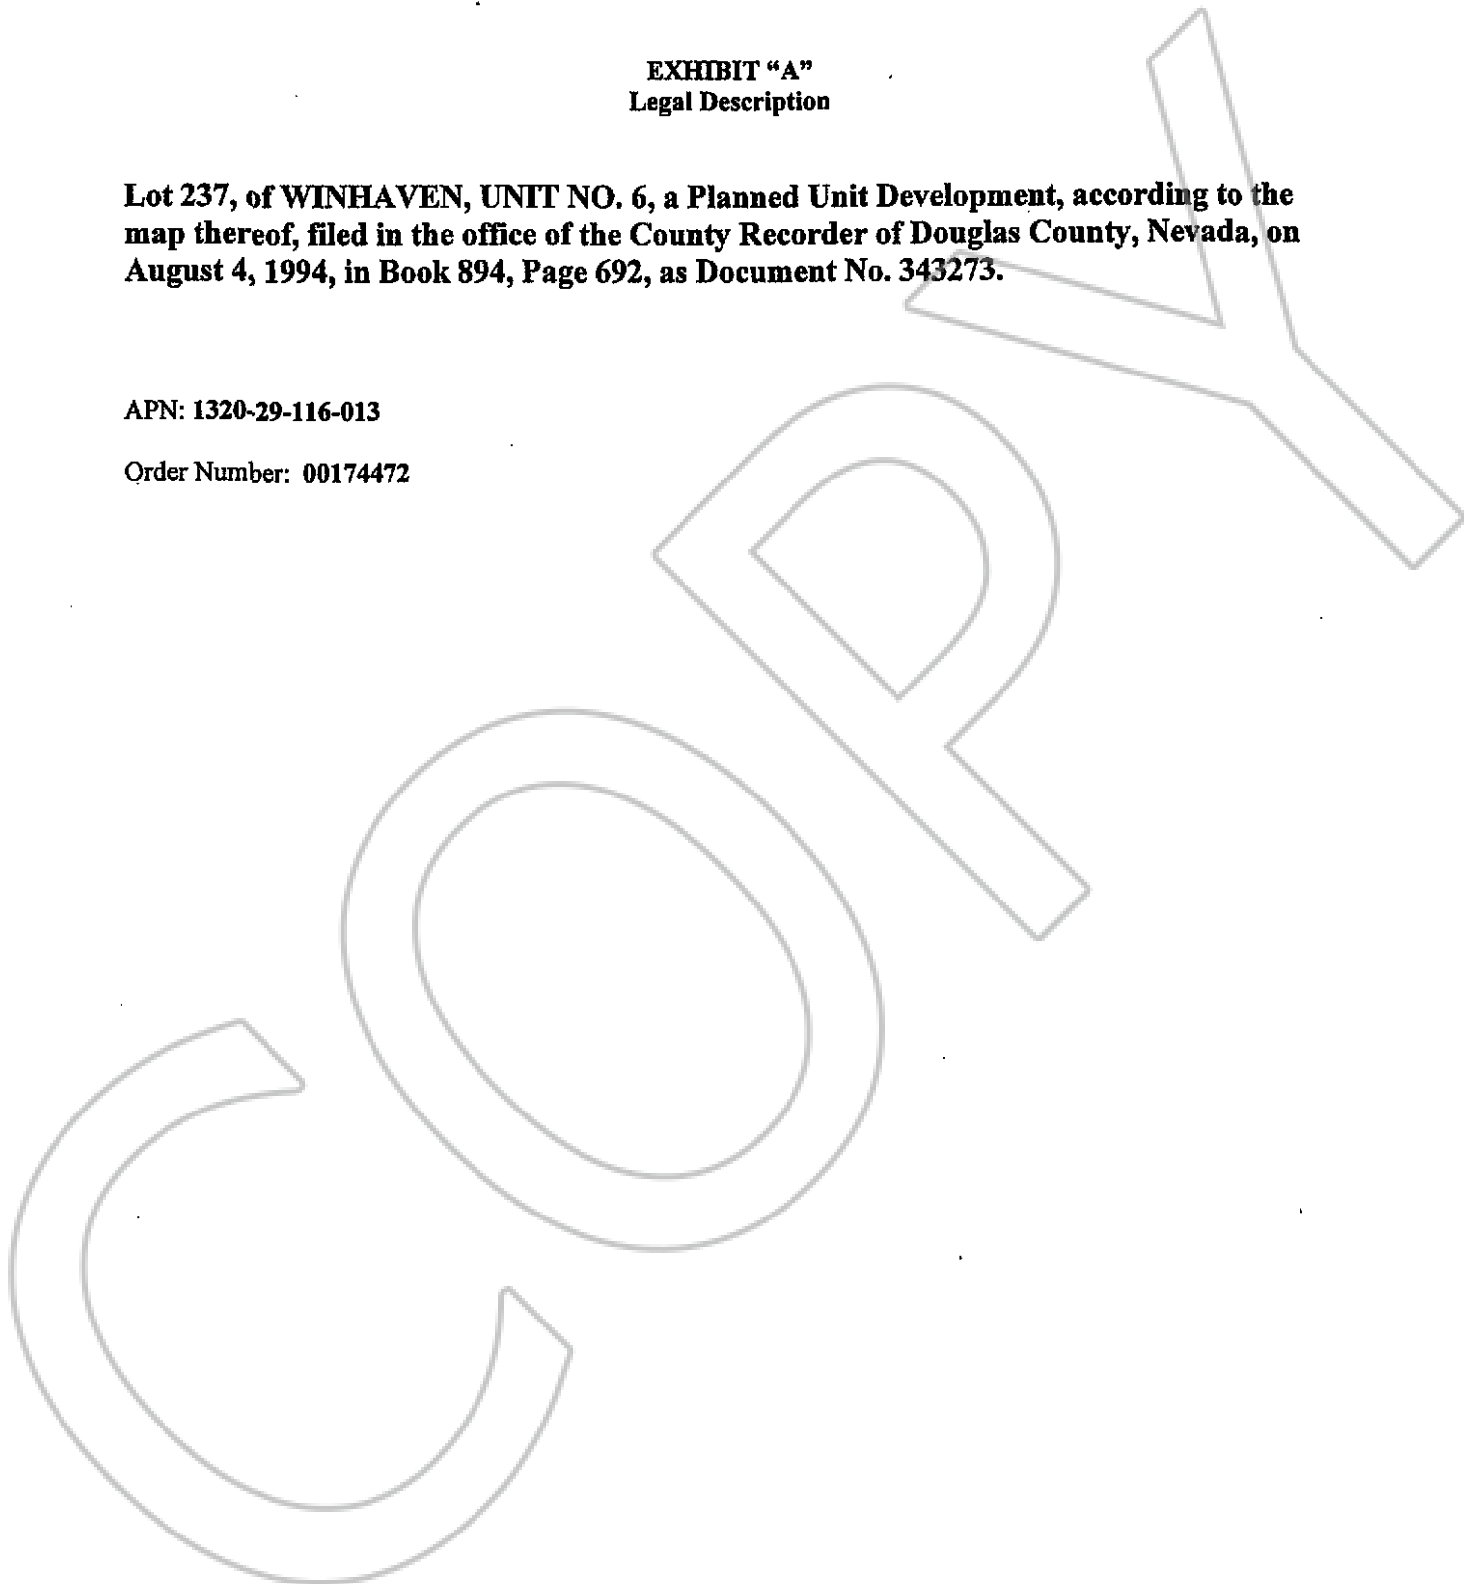 EXHIBIT “A”
Legal Description
Lot 237, of WINHAVEN, UNIT NO. 6, a Planned Unit Development, according to the
map thereof, filed in the office of the County Recorder of Douglas County, Nevada, on
August 4, 1994, in Book 894, Page 692, as Document No. 343273.
APN: 1320-29-116-013
Order Number: 00174472
COPY